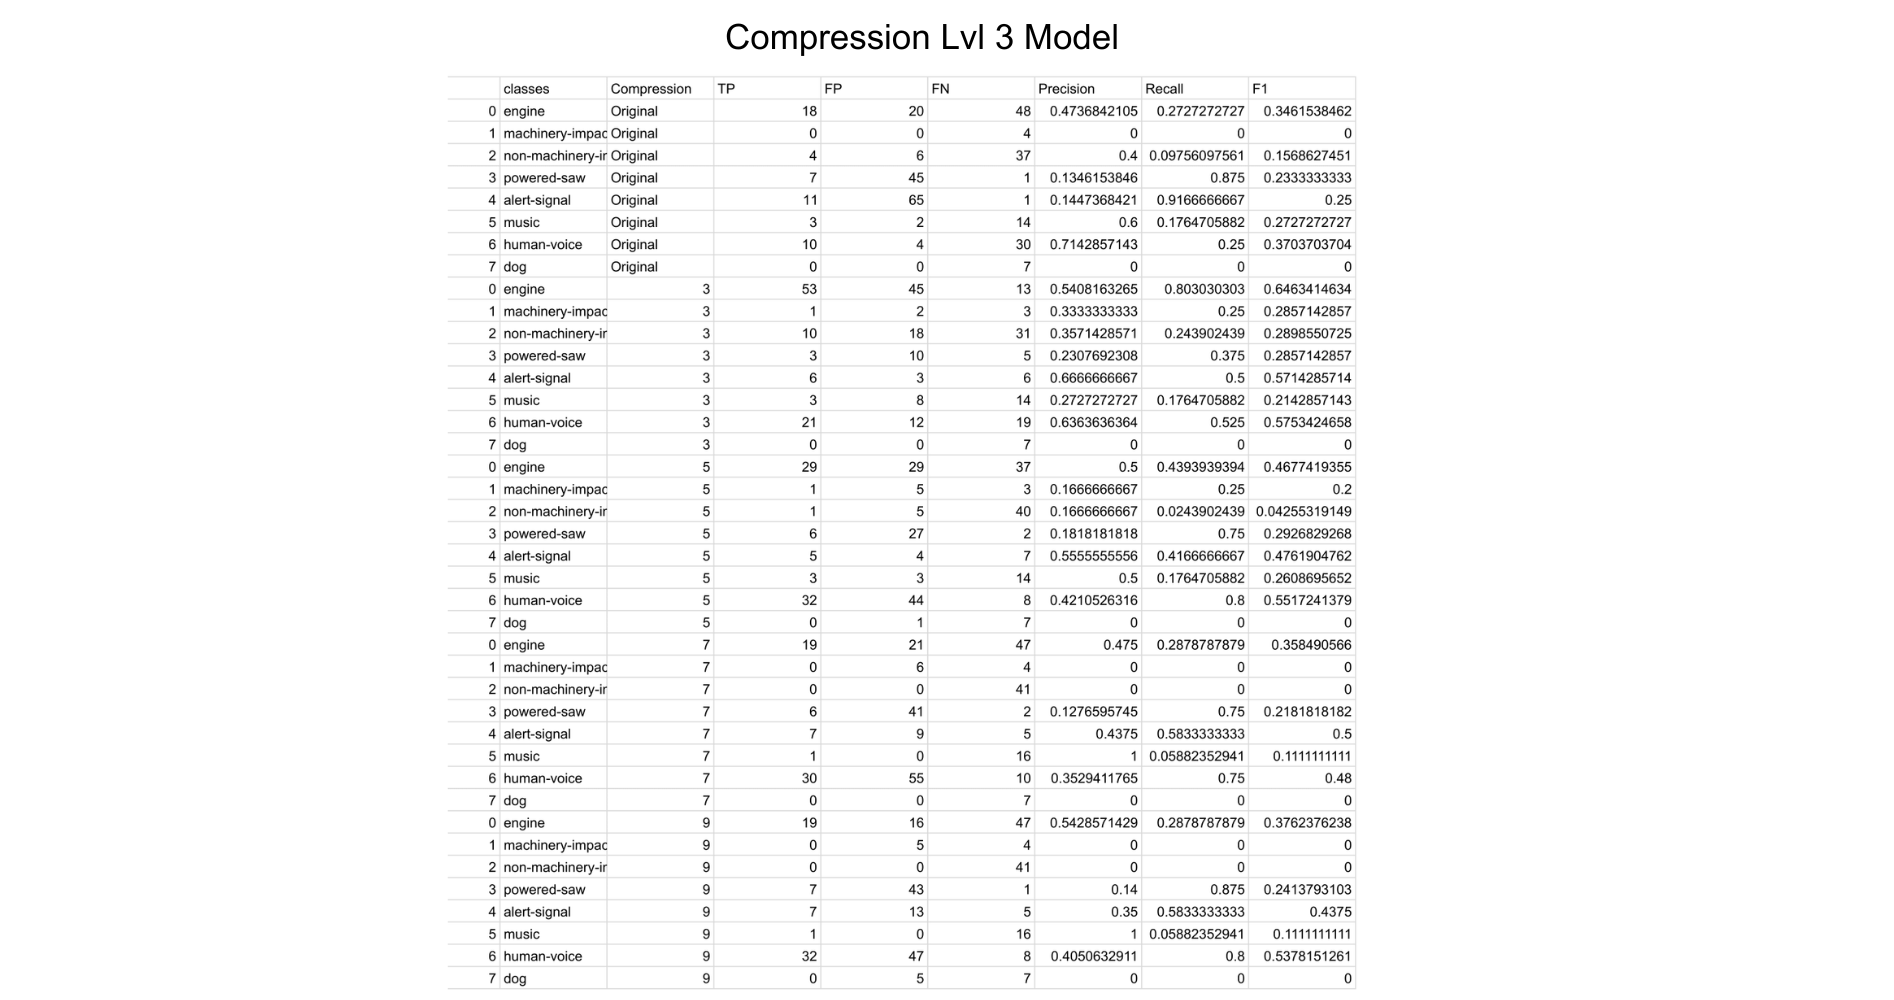 Compression Lvl 3 Model
classes Compression TP FP FN Precision Recall F1
0 engine Original 18 20 48 0.4736842105 0.2727272727 0.3461538462
1 machinery-impac Original 0 0 4 0 0 0
2 non-machinery-ir Original 4 6 37 0.4 0.09756097561 0.1568627451
3 powered-saw Original 7 45 1 0.1346153846 0.875 0.2333333333
4 alert-signal Original 11 65 1 0.1447368421 0.9166666667 0.25
5 music Original 3 2 14 0.6 0.1764705882 0.2727272727
6 human-voice Original 10 4 30 0.7142857143 0.25 0.3703703704
7 dog Original 0 0 7 0 0 0
0 engine 3 53 45 13 0.5408163265 0.803030303 0.6463414634
1 machinery-impac 3 1 2 3 0.3333333333 0.25 0.2857142857
2 non-machinery-ir 3 10 18 31 0.3571428571 0.243902439 0.2898550725
3 powered-saw 3 3 10 5 0.2307692308 0.375 0.2857142857
4 alert-signal 3 6 3 6 0.6666666667 0.5 0.5714285714
5 music 3 3 8 14 0.2727272727 0.1764705882 0.2142857143
6 human-voice 3 21 12 19 0.6363636364 0.525 0.5753424658
7 dog 3 0 0 7 0 0 0
0 engine 5 29 29 37 0.5 0.4393939394 0.4677419355
1 machinery-impac 5 1 5 3 0.1666666667 0.25 0.2
2 non-machinery-ir 5 1 5 40 0.1666666667 0.0243902439 0.04255319149
3 powered-saw 5 6 27 2 0.1818181818 0.75 0.2926829268
4 alert-signal 5 5 4 7 0.5555555556 0.4166666667 0.4761904762
5 music 5 3 3 14 0.5 0.1764705882 0.2608695652
6 human-voice 5 32 44 8 0.4210526316 0.8 0.5517241379
7 dog 5 0 1 7 0 0 0
0 engine 7 19 21 47 0.475 0.2878787879 0.358490566
1 machinery-impac 7 0 6 4 0 0 0
2 non-machinery-ir 7 0 0 41 0 0 0
3 powered-saw 7 6 41 2 0.1276595745 0.75 0.2181818182
4 alert-signal 7 7 9 5 0.4375 0.5833333333 0.5
5 music 7 1 0 16 1 0.05882352941 0.1111111111
6 human-voice 7 30 55 10 0.3529411765 0.75 0.48
7 dog 7 0 0 7 0 0 0
0 engine 9 19 16 47 0.5428571429 0.2878787879 0.3762376238
1 machinery-impac 9 0 5 4 0 0 0
2 non-machinery-ir 9 0 0 41 0 0 0
3 powered-saw 9 7 43 1 0.14 0.875 0.2413793103
4 alert-signal 9 7 13 5 0.35 0.5833333333 0.4375
5 music 9 1 0 16 1 0.05882352941 0.1111111111
6 human-voice 9 32 47 8 0.4050632911 0.8 0.5378151261
7 dog 9 0 5 7 0 0 0